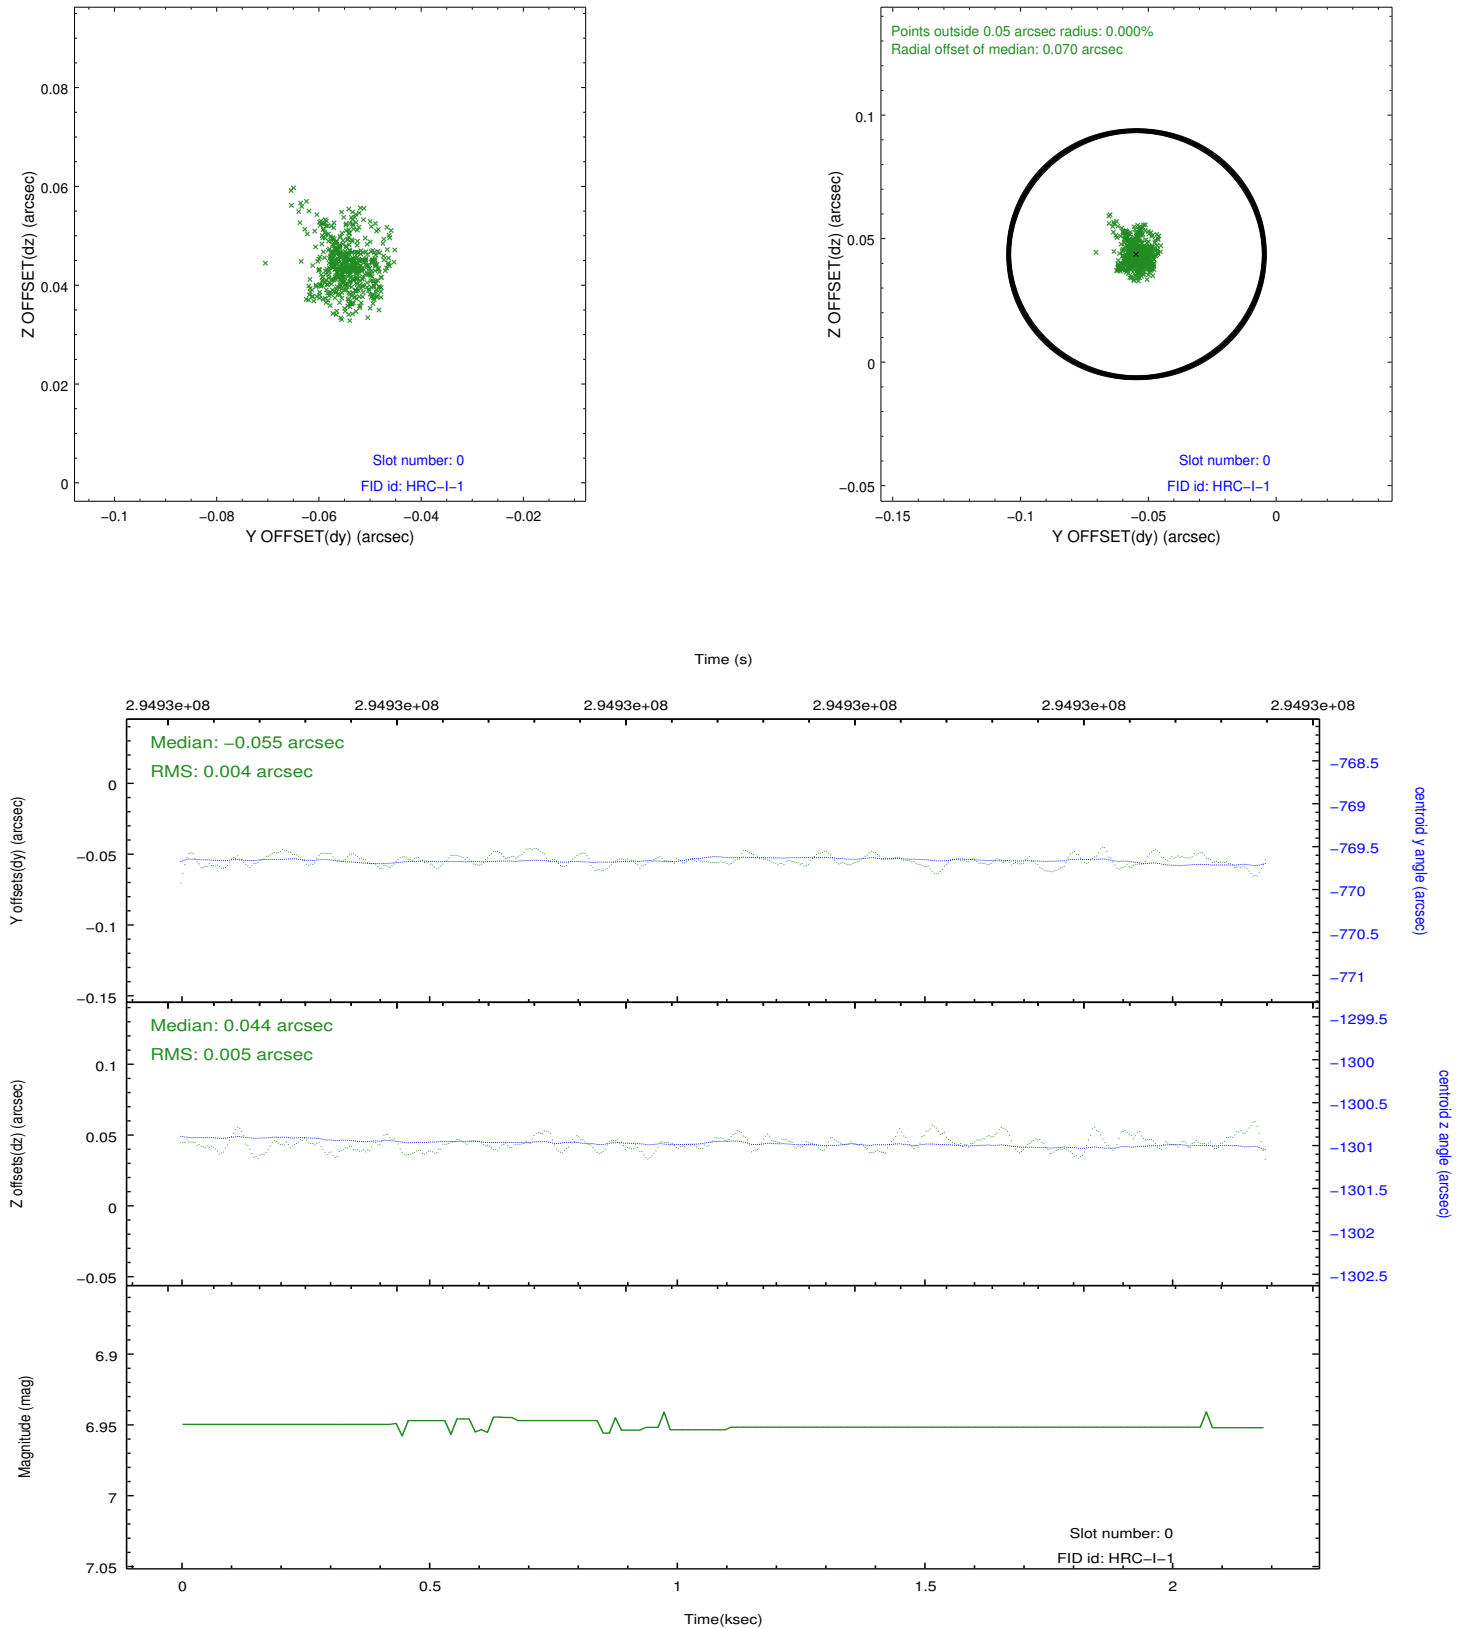 0.08
0.06
0.04
0.02
0
Z OFFSET(dz) (arcsec)
−0.1
−0.08
−0.06
−0.04
−0.02
Y OFFSET(dy) (arcsec)
Slot number: 0
FID id: HRC−I−1
Points outside 0.05 arcsec radius: 0.000%
Radial offset of median: 0.070 arcsec
0.1
0.05
0
−0.05
Z OFFSET(dz) (arcsec)
−0.15
−0.1
−0.05
0
Y OFFSET(dy) (arcsec)
Slot number: 0
FID id: HRC−I−1
Time (s)
2.9493e+08
2.9493e+08
2.9493e+08
2.9493e+08
2.9493e+08
2.9493e+08
Median: −0.055 arcsec
RMS: 0.004 arcsec
0
−0.05
−0.1
−0.15
Y offsets(dy) (arcsec)
−768.5
−769
−769.5
−770
−770.5
−771
centroid y angle (arcsec)
Median: 0.044 arcsec
RMS: 0.005 arcsec
0.1
0.05
0
−0.05
Z offsets(dz) (arcsec)
−1299.5
−1300
−1300.5
−1301
−1301.5
−1302
−1302.5
centroid z angle (arcsec)
6.9
6.95
7
7.05
Magnitude (mag)
Slot number: 0
FID id: HRC−I−1
0
0.5
1
1.5
2
Time(ksec)